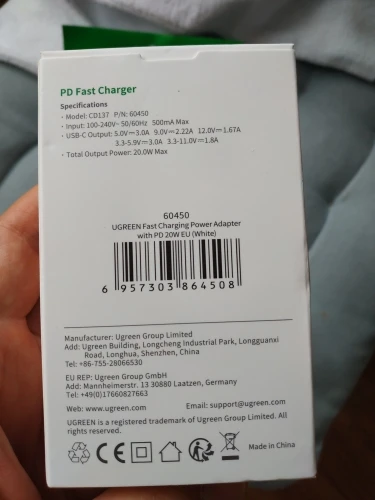 PD Fast Charger
Specifications
· Model: CD137 P/N: 60450
· Input: 100-240V~ 50/60Hz 500mA Max
· USB-C Output: 5.0V⎓3.0A 9.0V⎓2.22A 12.0V⎓1.67A
3.3-5.9V⎓3.0A 3.3-11.0V⎓1.8A
· Total Output Power: 20.0W Max
60450
UGREEN Fast Charging Power Adapter
with PD 20W EU (White)
6 957303 864508
Manufacturer: Ugreen Group Limited
Add: Ugreen Building, Longcheng Industrial Park, Longguanxi
Road, Longhua, Shenzhen, China
Tel: +86-755-28066530
EU REP: Ugreen Group GmbH
Add: Mannheimerstr. 13 30880 Laatzen, Germany
Tel: +49(0)17660827663
Web: www.ugreen.com Email: support@ugreen.com
UGREEN is a registered trademark of Ugreen Group Limited. All
rights reserved.
CE Made in China